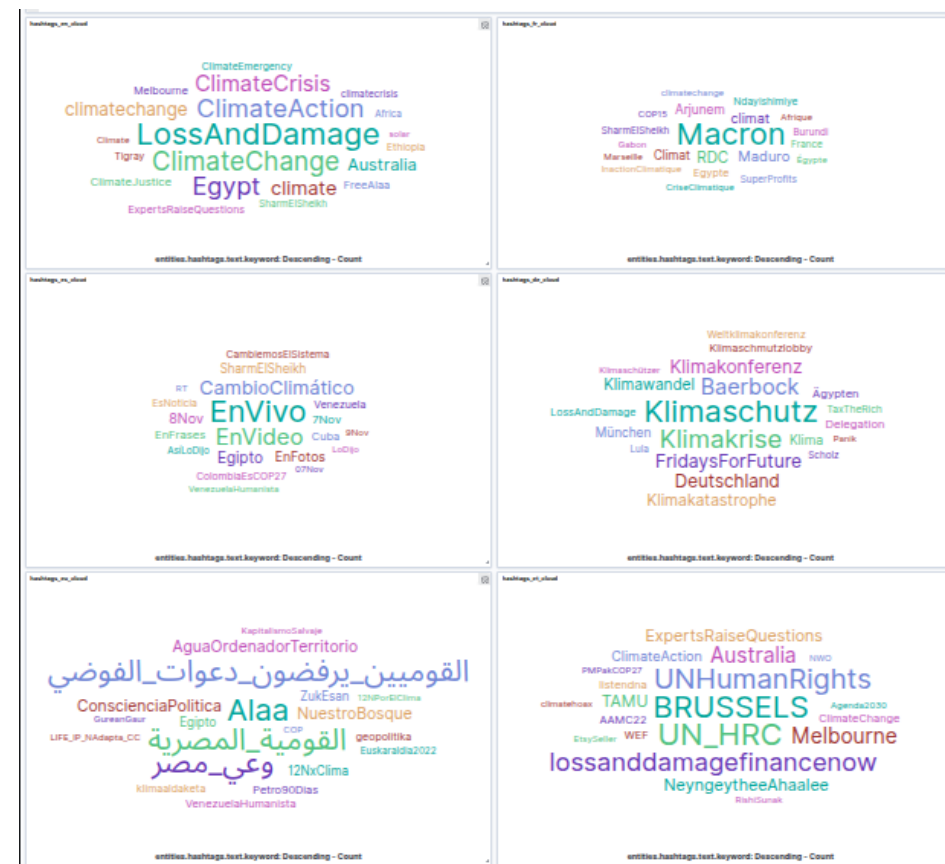 hashtags_en_cloud
ClimateEmergency
Melbourne ClimateCrisis climatecrisis
climatechange ClimateAction Africa
Climate LossAndDamage solar
Ethiopia
Tigray ClimateChange Australia
ClimateJustice Egypt climate FreeAlaa
ExpertsRaiseQuestions SharmElSheikh
entities.hashtags.text.keyword: Descending - Count
hashtags_fr_cloud
climatechange
COP15 Arjunem climat Ndayishimiye
Afrique
SharmElSheikh Macron Burundi
Gabon France
Marseille Climat RDC Maduro Égypte
InactionClimatique Egypte SuperProfits
CriseClimatique
entities.hashtags.text.keyword: Descending - Count
hashtags_es_cloud
CambiemosElSistema
SharmElSheikh
RT CambioClimático
EsNoticia EnVivo Venezuela
8Nov 7Nov
EnFrases EnVideo Cuba 9Nov
AsiLoDijo Egipto EnFotos LoDijo
ColombiaEsCOP27 07Nov
VenezuelaHumanista
entities.hashtags.text.keyword: Descending - Count
hashtags_de_cloud
Weltklimakonferenz
Klimaschmutzlobby
Klimaschützer Klimakonferenz
Klimawandel Baerbock Ägypten
LossAndDamage Klimaschutz TaxTheRich
Delegation
München Klimakrise Klima Panik
Lula FridaysForFuture Scholz
Deutschland
Klimakatastrophe
entities.hashtags.text.keyword: Descending - Count
hashtags_eu_cloud
KapitalismoSalvaje
AguaOrdenadorTerritorio
القوميين_يرفضون_دعوات_الفوضي
ConscienciaPolitica Alaa ZukEsan 12NPorElClima
GureanGaur Egipto NuestroBosque
LIFE_IP_NAdapta_CC القومية_المصرية COP geopolitika
Euskaraldia2022
وعي_مصر 12NxClima
klimaaldaketa Petro90Dias
VenezuelaHumanista
entities.hashtags.text.keyword: Descending - Count
hashtags_et_cloud
ExpertsRaiseQuestions
ClimateAction Australia NWO
PMPakCOP27 UNHumanRights
listendna
climatehoax TAMU BRUSSELS Agenda2030
AAMC22 ClimateChange
EtsySeller WEF UN_HRC Melbourne
lossanddamagefinancenow
NeyngeytheeAhaalee
RishiSunak
entities.hashtags.text.keyword: Descending - Count